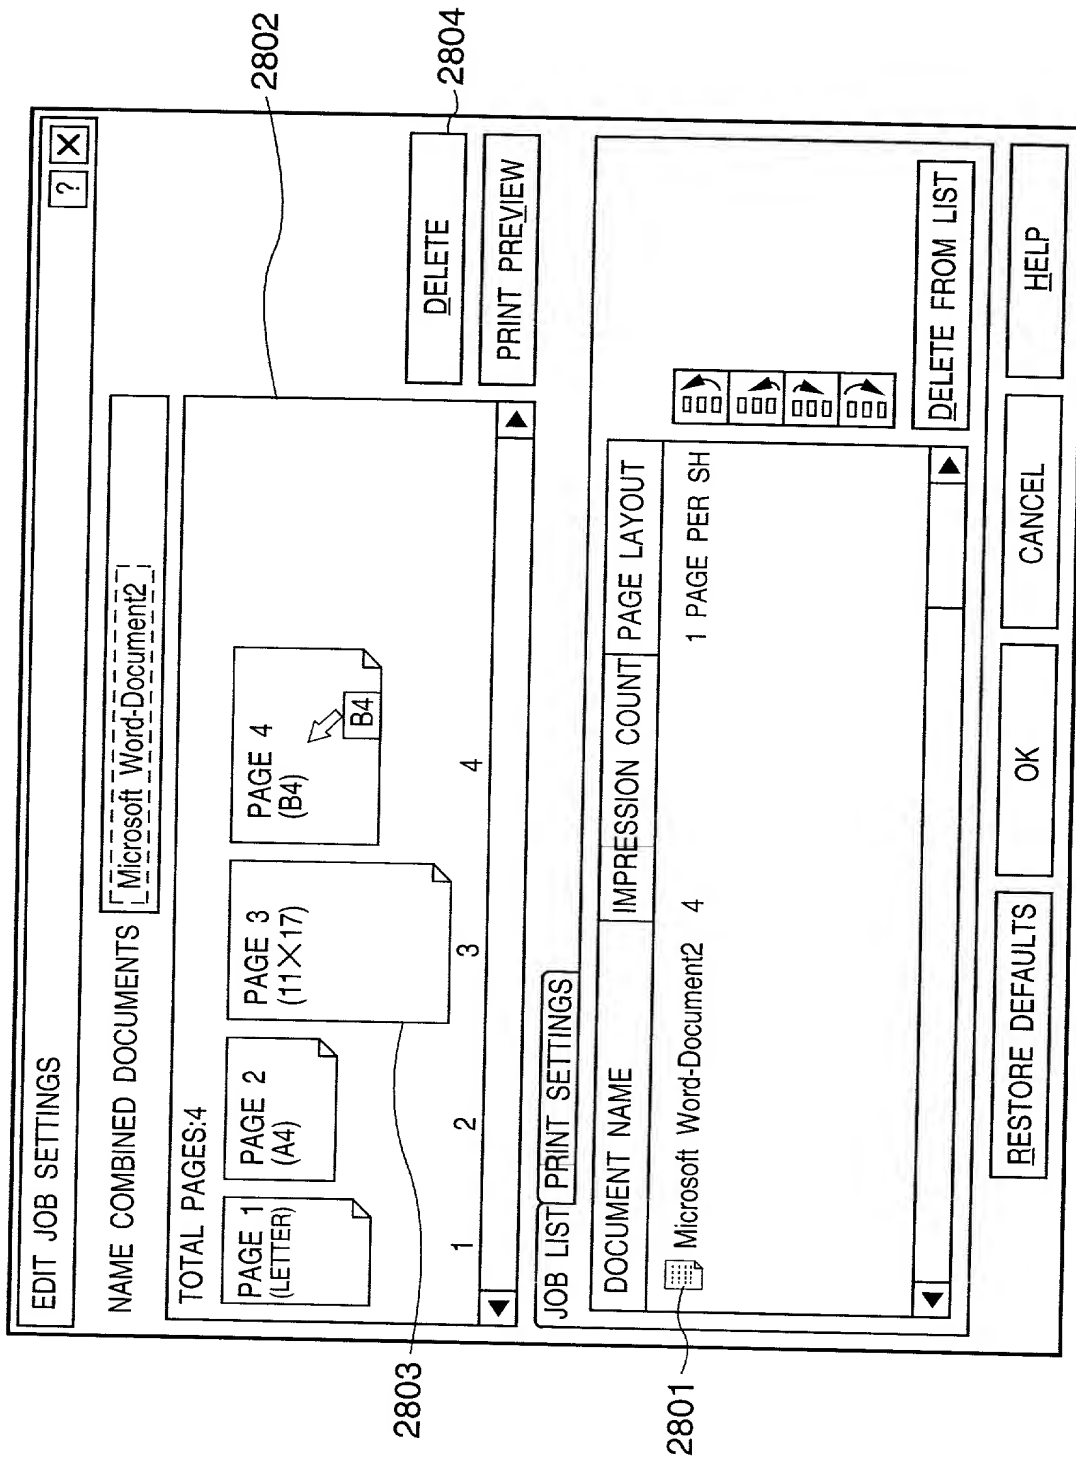 EDIT JOB SETTINGS
?
NAME COMBINED DOCUMENTS
Microsoft Word-Document2
TOTAL PAGES:4
PAGE 1
(LETTER)
PAGE 2
(A4)
PAGE 3
(11×17)
PAGE 4
(B4)
B4
1 2 3 4
DELETE
PRINT PREVIEW
JOB LIST PRINT SETTINGS
DOCUMENT NAME IMPRESSION COUNT PAGE LAYOUT
Microsoft Word-Document2 4 1 PAGE PER SH
DELETE FROM LIST
RESTORE DEFAULTS OK CANCEL HELP
2801
2802
2803
2804